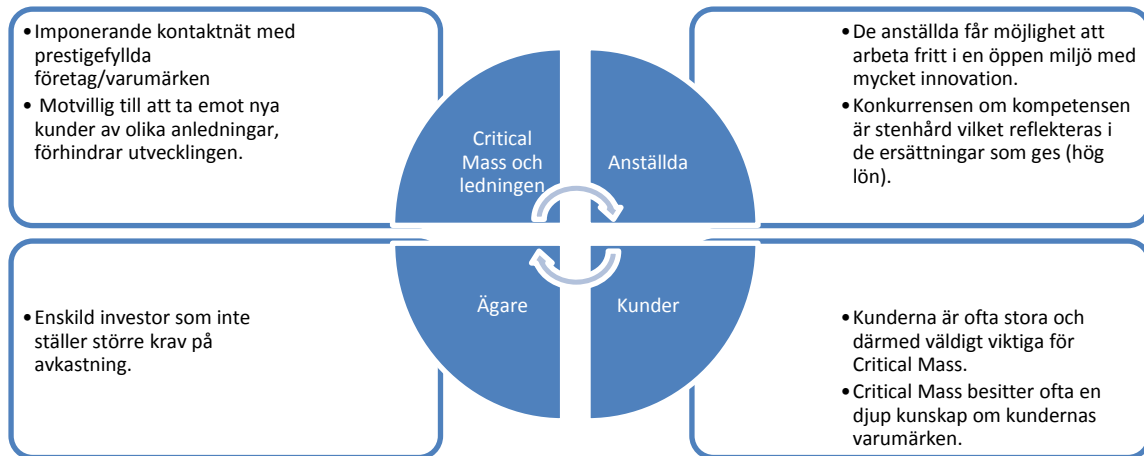 •Imponerande kontaktnät med
prestigefyllda
företag/varumärken
• Motvillig till att ta emot nya
kunder av olika anledningar,
förhindrar utvecklingen.
Critical
Mass och
ledningen
Anställda
•De anställda får möjlighet att
arbeta fritt i en öppen miljö med
mycket innovation.
•Konkurrensen om kompetensen
är stenhård vilket reflekteras i
de ersättningar som ges (hög
lön).
•Enskild investor som inte
ställer större krav på
avkastning.
Ägare
Kunder
•Kunderna är ofta stora och
därmed väldigt viktiga för
Critical Mass.
•Critical Mass besitter ofta en
djup kunskap om kundernas
varumärken.